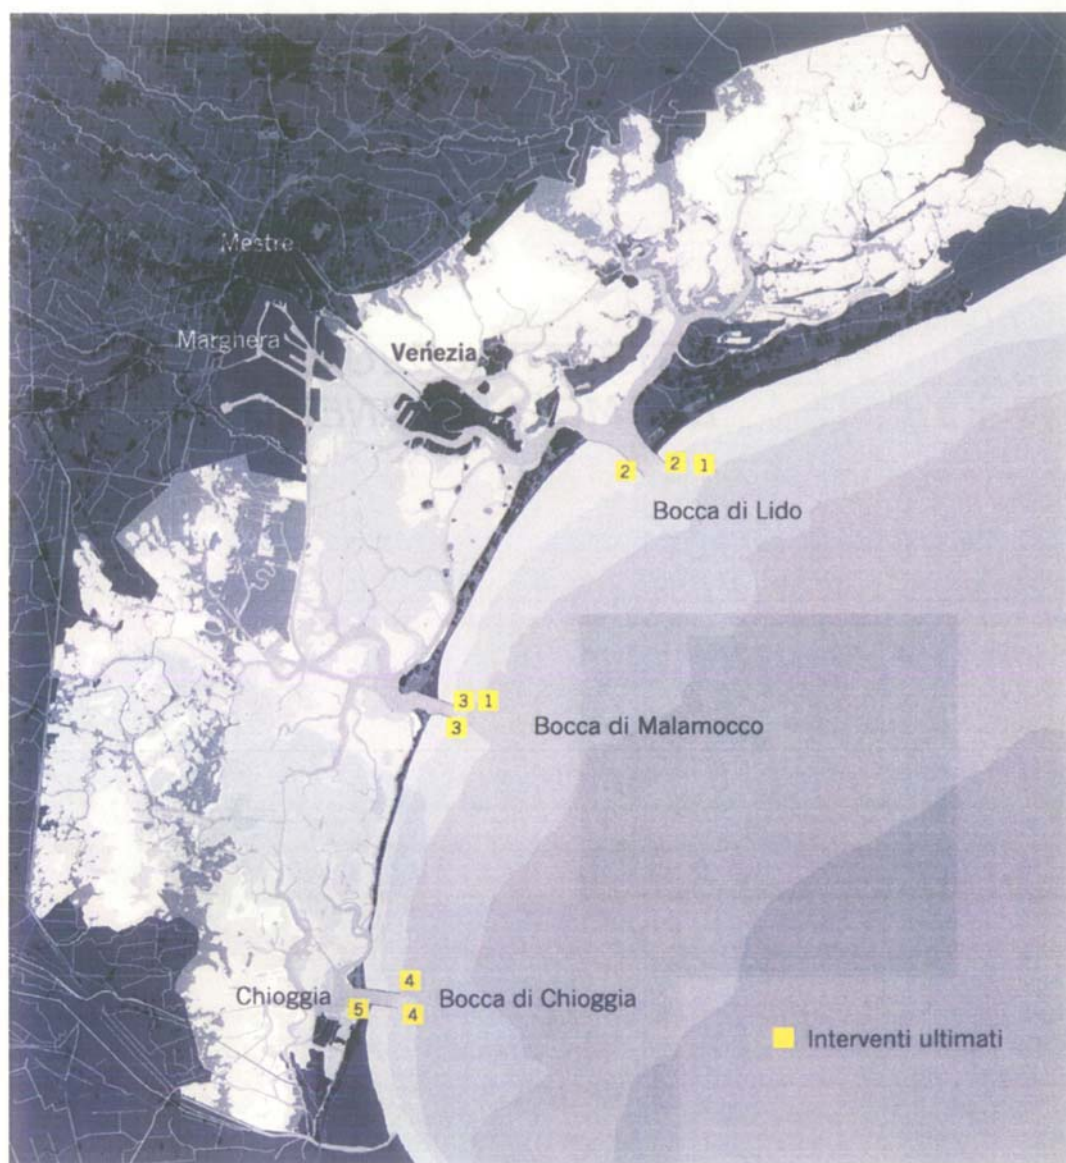 Mestre
Marghera
Venezia
2 2 1
Bocca di Lido
3 1
3
Bocca di Malamocco
4
Chioggia
Bocca di Chioggia
5 4
Interventi ultimati